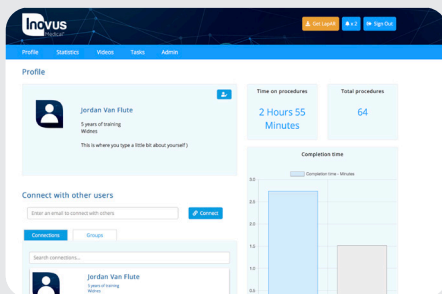 Inovus
Medical
Get LapAR
x 2
Sign Out
Profile
Statistics
Videos
Tasks
Admin
Profile
Jordan Van Flute
5 years of training
Widnes
This is where you type a little bit about yourself:)
Time on procedures
2 Hours 55
Minutes
Total procedures
64
Completion time
Completion time - Minutes
3.0
2.5
2.0
1.5
1.0
0.5
Connect with other users
Enter an email to connect with others
Connect
Connections
Groups
Search connections...
Jordan Van Flute
5 years of training
Widnes